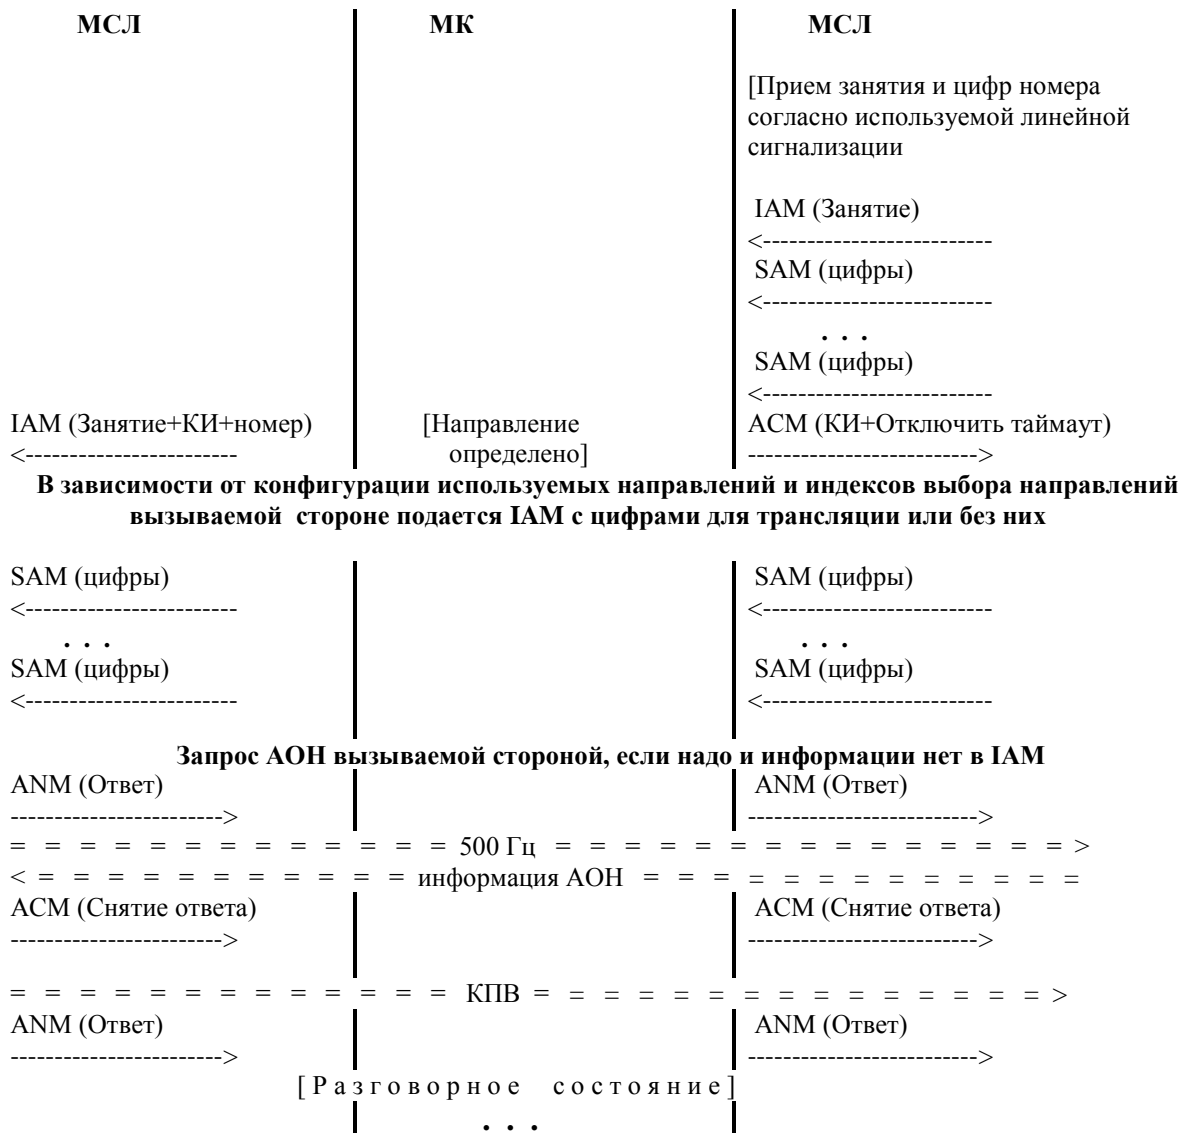 МСЛ МК МСЛ
[Прием занятия и цифр номера
согласно используемой линейной
сигнализации
IAM (Занятие)
<--------------------------
SAM (цифры)
<--------------------------
. . .
SAM (цифры)
<--------------------------
IAM (Занятие+КИ+номер) [Направление ACM (КИ+Отключить таймаут)
<------------------------ определено] -------------------------->
В зависимости от конфигурации используемых направлений и индексов выбора направлений
вызываемой стороне подается IAM с цифрами для трансляции или без них
SAM (цифры) SAM (цифры)
<------------------------ <--------------------------
. . . . . .
SAM (цифры) SAM (цифры)
<------------------------ <--------------------------
Запрос АОН вызываемой стороной, если надо и информации нет в IAM
ANM (Ответ) ANM (Ответ)
------------------------> -------------------------->
= = = = = = = = = = = = = 500 Гц = = = = = = = = = = = = = = = >
< = = = = = = = = = = = информация АОН = = = = = = = = = = = = =
ACM (Снятие ответа) ACM (Снятие ответа)
------------------------> -------------------------->
= = = = = = = = = = = = = КПВ = = = = = = = = = = = = = = = >
ANM (Ответ) ANM (Ответ)
------------------------> -------------------------->
[ Р а з г о в о р н о е с о с т о я н и е ]
. . .